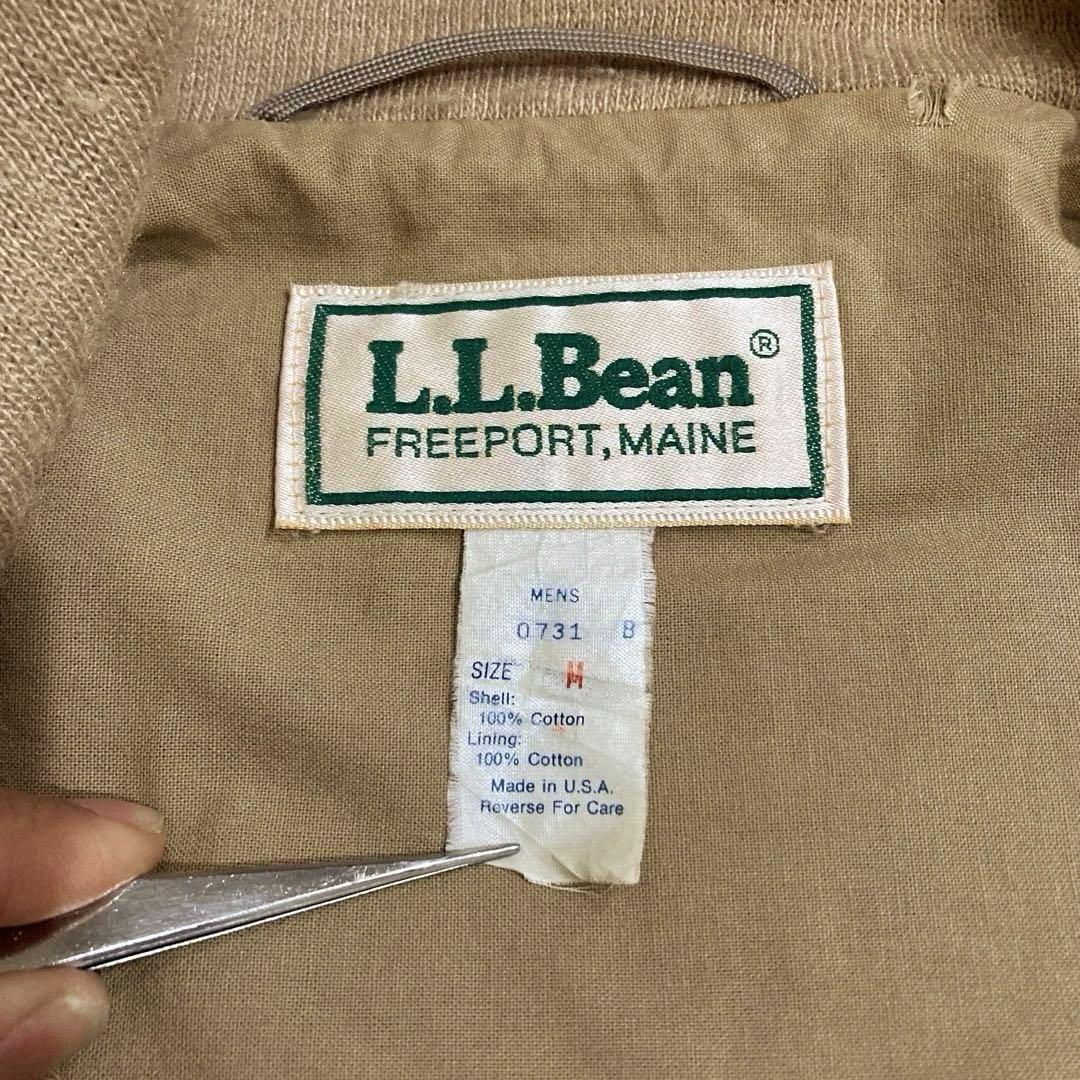 L.L.Bean®
FREEPORT, MAINE
MENS
0731 B
SIZE M
Shell:
100% Cotton
Lining:
100% Cotton
Made in U.S.A.
Reverse For Care